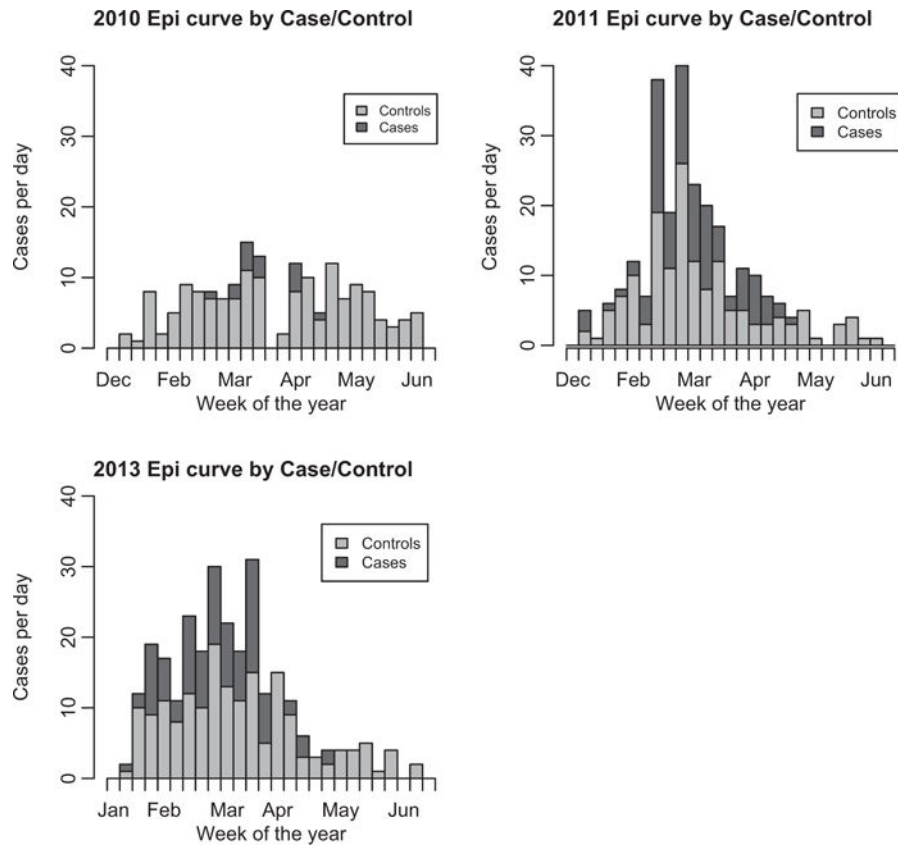 2010 Epi curve by Case/Control
40
30
20
10
0
Cases per day
Controls
Cases
Dec Feb Mar Apr May Jun
Week of the year
2011 Epi curve by Case/Control
40
30
20
10
0
Cases per day
Controls
Cases
Dec Feb Mar Apr May Jun
Week of the year
2013 Epi curve by Case/Control
40
30
20
10
0
Cases per day
Controls
Cases
Jan Feb Mar Apr May Jun
Week of the year